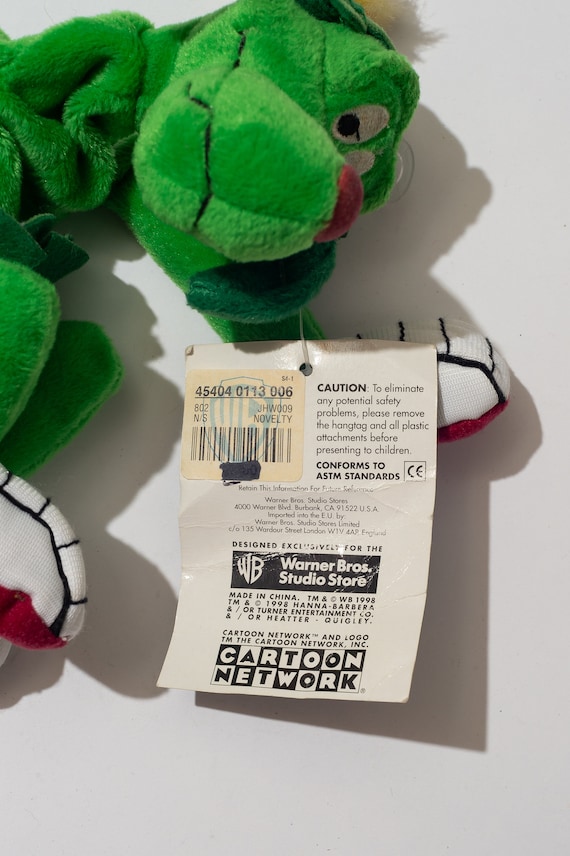 S4-1
45404 0113 006
802 JHW009
N/S NOVELTY
WB
CAUTION: To eliminate
any potential safety
problems, please remove
the hangtag and all plastic
attachments before
presenting to children.
CONFORMS TO
ASTM STANDARDS CE
Retain This Information For Future Reference
Warner Bros. Studio Stores
4000 Warner Blvd. Burbank, CA 91522 U.S.A.
Imported into the E.U. by:
Warner Bros. Studio Stores Limited
c/o 135 Wardour Street London W1V 4AP, England
DESIGNED EXCLUSIVELY FOR THE
WB Warner Bros.
Studio Store
MADE IN CHINA. TM & © WB 1998
TM & © 1998 HANNA-BARBERA
& / OR TURNER ENTERTAINMENT CO.
& / OR HEATTER - QUIGLEY.
CARTOON NETWORK™ AND LOGO
TM THE CARTOON NETWORK, INC.
CARTOON
NETWORK®